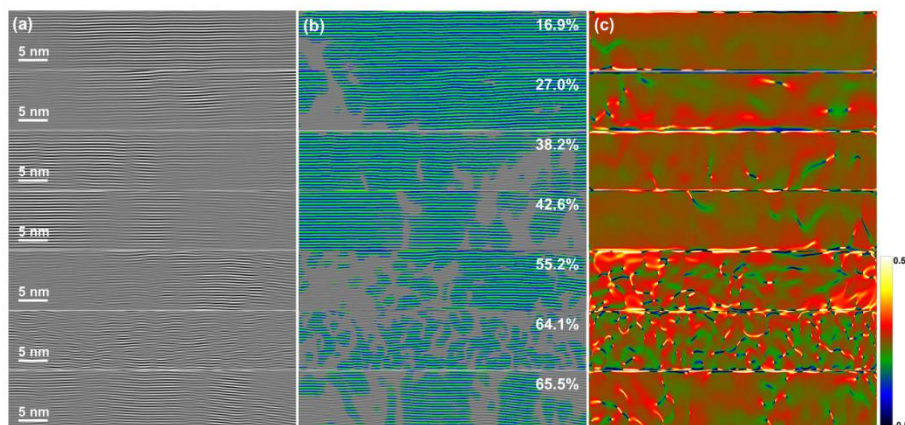 (a) (b) (c)
5 nm 16.9%
5 nm 27.0%
5 nm 38.2%
5 nm 42.6%
5 nm 55.2%
0.5
5 nm 64.1%
5 nm 65.5%